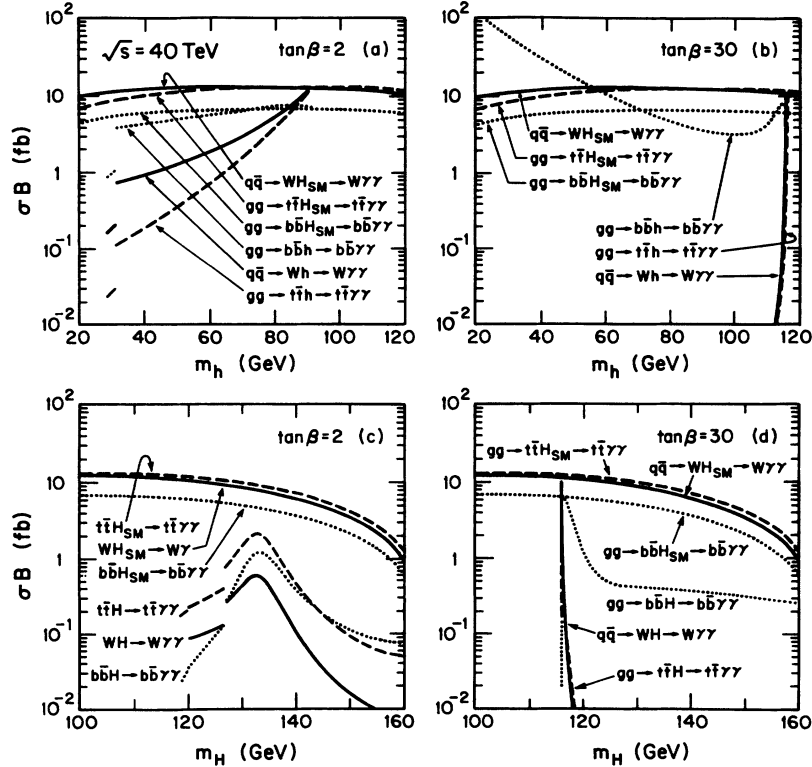 √s = 40 TeV tanβ=2 (a)
10²
10
1
10⁻¹
10⁻²
σB (fb)
qq̄→WH_SM→Wγγ
gg→tt̄H_SM→tt̄γγ
gg→bb̄H_SM→bb̄γγ
gg→bb̄h→bb̄γγ
qq̄→Wh→Wγγ
gg→tt̄h→tt̄γγ
20 40 60 80 100 120
m_h (GeV)
tanβ=30 (b)
10²
10
1
10⁻¹
10⁻²
qq̄→WH_SM→Wγγ
gg→tt̄H_SM→tt̄γγ
gg→bb̄H_SM→bb̄γγ
gg→bb̄h→bb̄γγ
gg→tt̄h→tt̄γγ
qq̄→Wh→Wγγ
20 40 60 80 100 120
m_h (GeV)
tanβ=2 (c)
10²
10
1
10⁻¹
10⁻²
σB (fb)
tt̄H_SM→tt̄γγ
WH_SM→Wγ
bb̄H_SM→bb̄γγ
tt̄H→tt̄γγ
WH→Wγγ
bb̄H→bb̄γγ
100 120 140 160
m_H (GeV)
tanβ=30 (d)
10²
10
1
10⁻¹
10⁻²
gg→tt̄H_SM→tt̄γγ
qq̄→WH_SM→Wγγ
gg→bb̄H_SM→bb̄γγ
gg→bb̄H→bb̄γγ
qq̄→WH→Wγγ
gg→tt̄H→tt̄γγ
100 120 140 160
m_H (GeV)